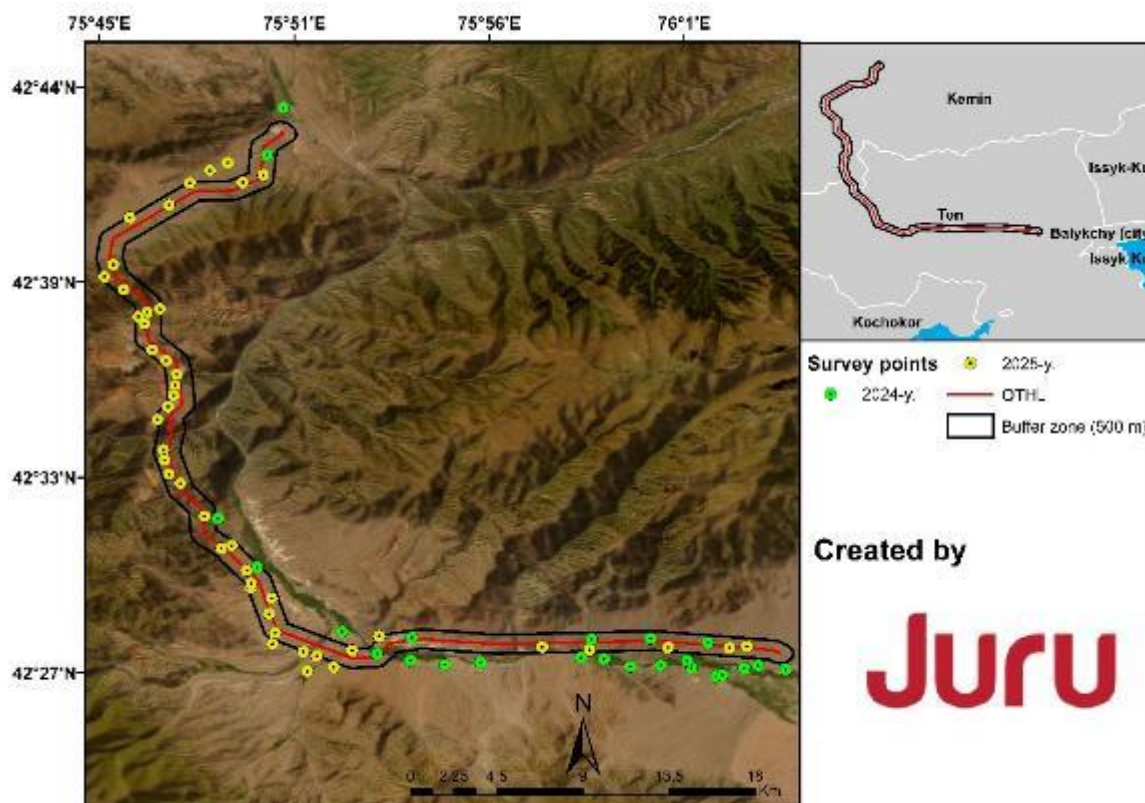 75°45'E 75°51'E 75°56'E 76°1'E
42°44'N
42°39'N
42°33'N
42°27'N
N
0 2.25 4.5 9 13.5 18
Km
Kemin
Issyk-Ku
Ton
Balykchy (city
Issyk Ku
Kochokor
Survey points
2025-y.
2024-y.
OTHL
Buffer zone (500 m)
Created by
Juru